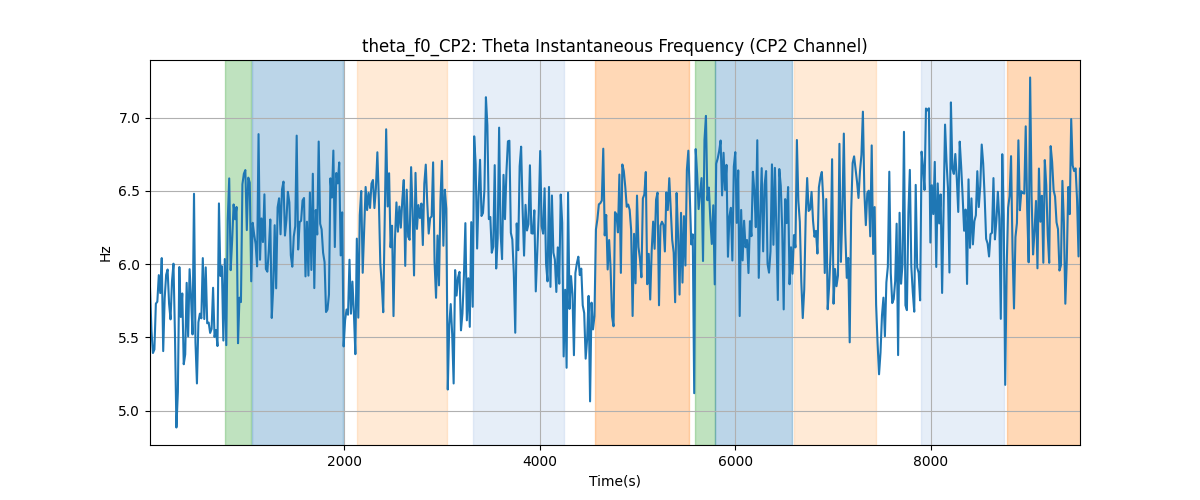 theta_f0_CP2: Theta Instantaneous Frequency (CP2 Channel)
Hz
7.0
6.5
6.0
5.5
5.0
2000 4000 6000 8000
Time(s)